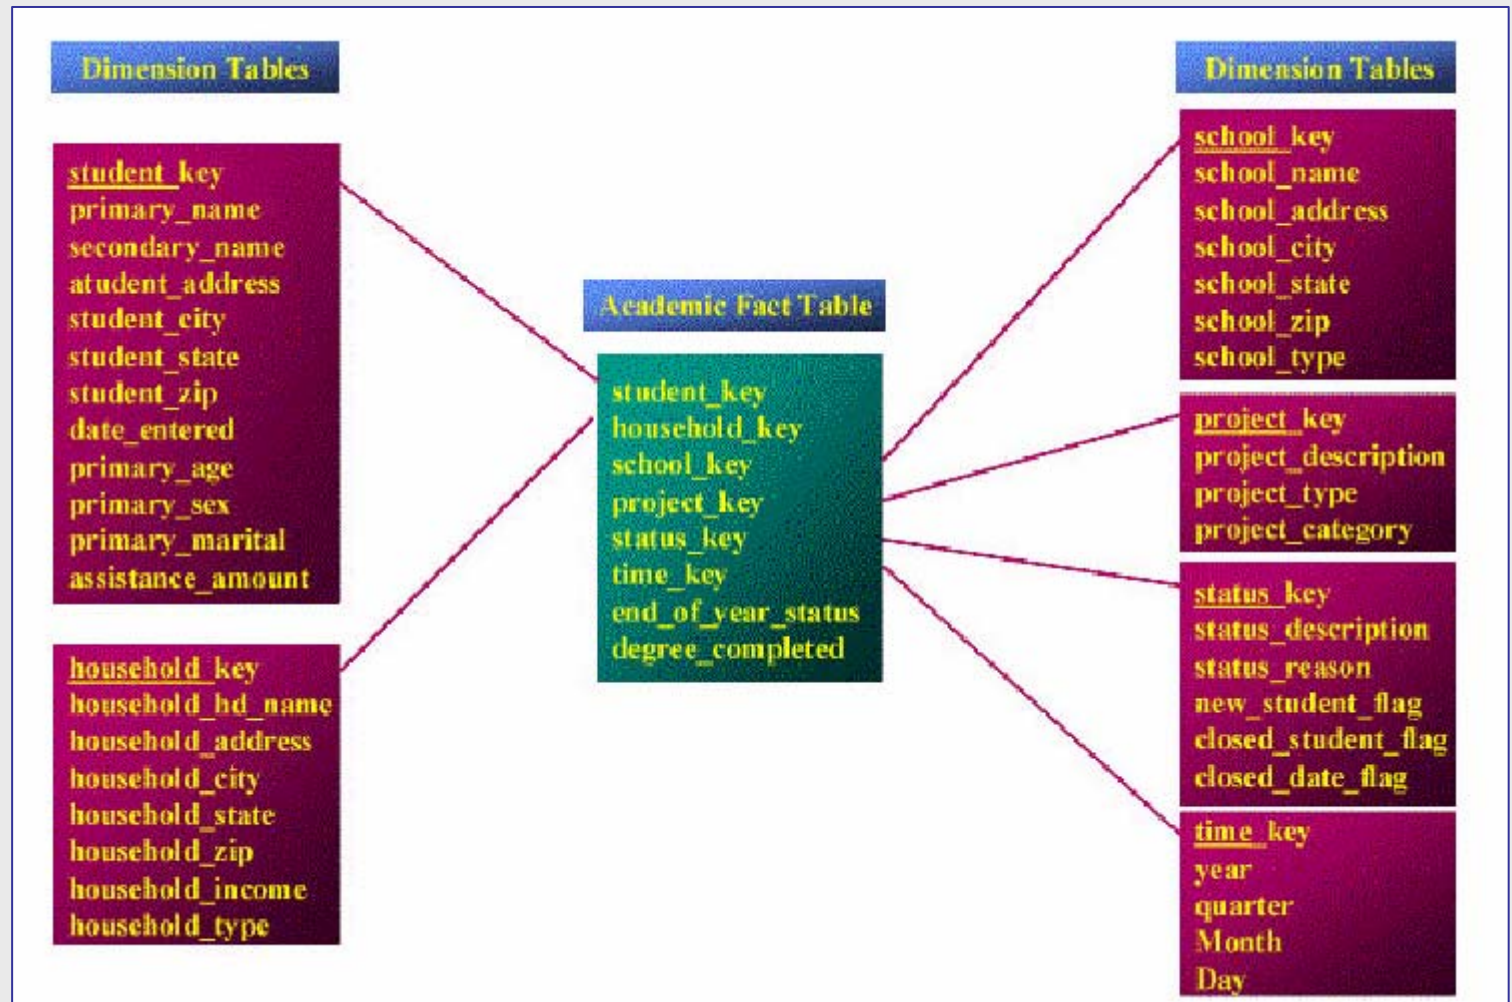 Dimension Tables
student_key
primary_name
secondary_name
atudent_address
student_city
student_state
student_zip
date_entered
primary_age
primary_sex
primary_marital
assistance_amount
household_key
household_hd_name
household_address
household_city
household_state
household_zip
household_income
household_type
Academic Fact Table
student_key
household_key
school_key
project_key
status_key
time_key
end_of_year_status
degree_completed
Dimension Tables
school_key
school_name
school_address
school_city
school_state
school_zip
school_type
project_key
project_description
project_type
project_category
status_key
status_description
status_reason
new_student_flag
closed_student_flag
closed_date_flag
time_key
year
quarter
Month
Day